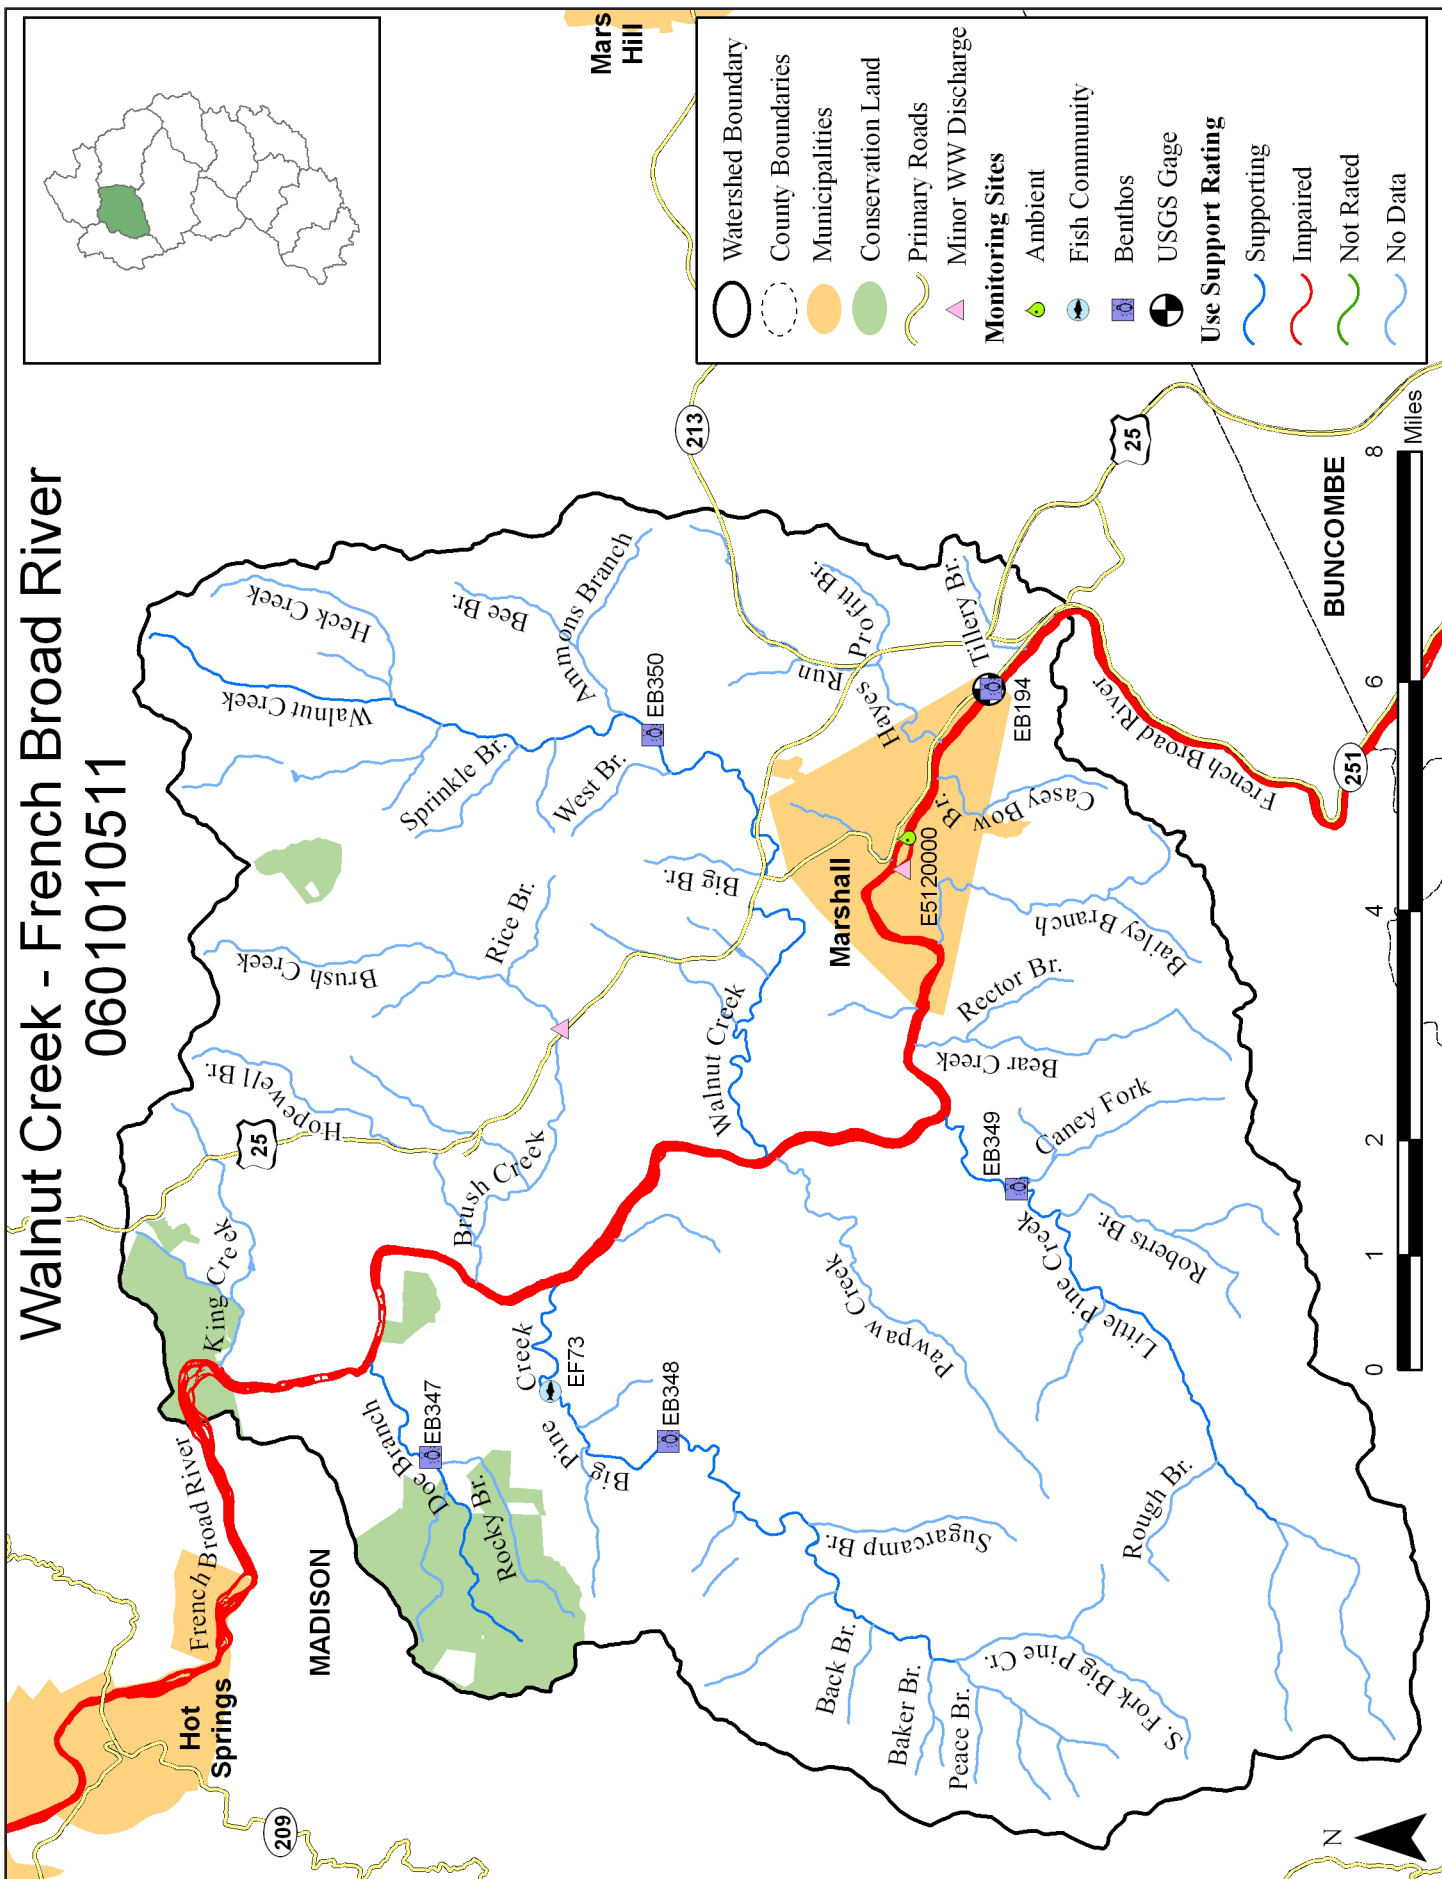 Walnut Creek - French Broad River
0601010511
Mars
Hill
Watershed Boundary
County Boundaries
Municipalities
Conservation Land
Primary Roads
Minor WW Discharge
Monitoring Sites
Ambient
Fish Community
Benthos
USGS Gage
Use Support Rating
Supporting
Impaired
Not Rated
No Data
Heck Creek
Walnut Creek
Bee Br.
Ammons Branch
EB350
Sprinkle Br.
West Br.
Big Br.
213
Run
Proffitt Br.
Hayes
Tillery Br.
EB194
25
BUNCOMBE
French Broad River
251
Casey Bow
Br.
E5120000
Marshall
Bailey Branch
Rector Br.
Bear Creek
Rice Br.
Brush Creek
Hopewell Br.
25
Brush Creek
Walnut Creek
King Creek
Caney Fork
EB349
Roberts Br.
Little Pine Creek
Pawpaw Creek
Creek
EF73
Pine
Big
EB348
Doe Branch
EB347
Rocky Br.
French Broad River
MADISON
Hot
Springs
209
Sugarcamp Br.
Rough Br.
Back Br.
Baker Br.
Peace Br.
S. Fork Big Pine Cr.
N
0
1
2
4
6
8
Miles